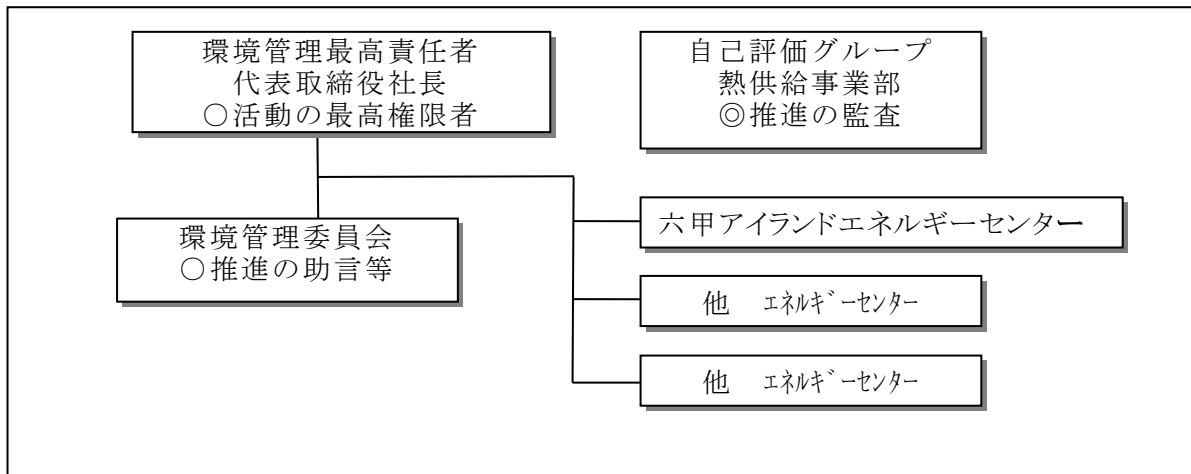 環境管理最高責任者
代表取締役社長
○活動の最高権限者
自己評価グループ
熱供給事業部
◎推進の監査
環境管理委員会
○推進の助言等
六甲アイランドエネルギーセンター
他　ｴﾈﾙｷﾞｰｾﾝﾀｰ
他　ｴﾈﾙｷﾞｰｾﾝﾀｰ